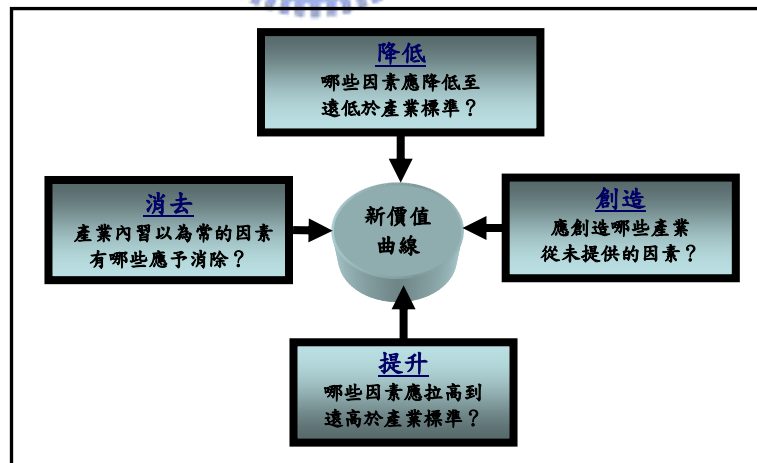 降低
哪些因素應降低至
遠低於產業標準？
消去
產業內習以為常的因素
有哪些應予消除？
新價值
曲線
創造
應創造哪些產業
從未提供的因素？
提升
哪些因素應拉高到
遠高於產業標準？